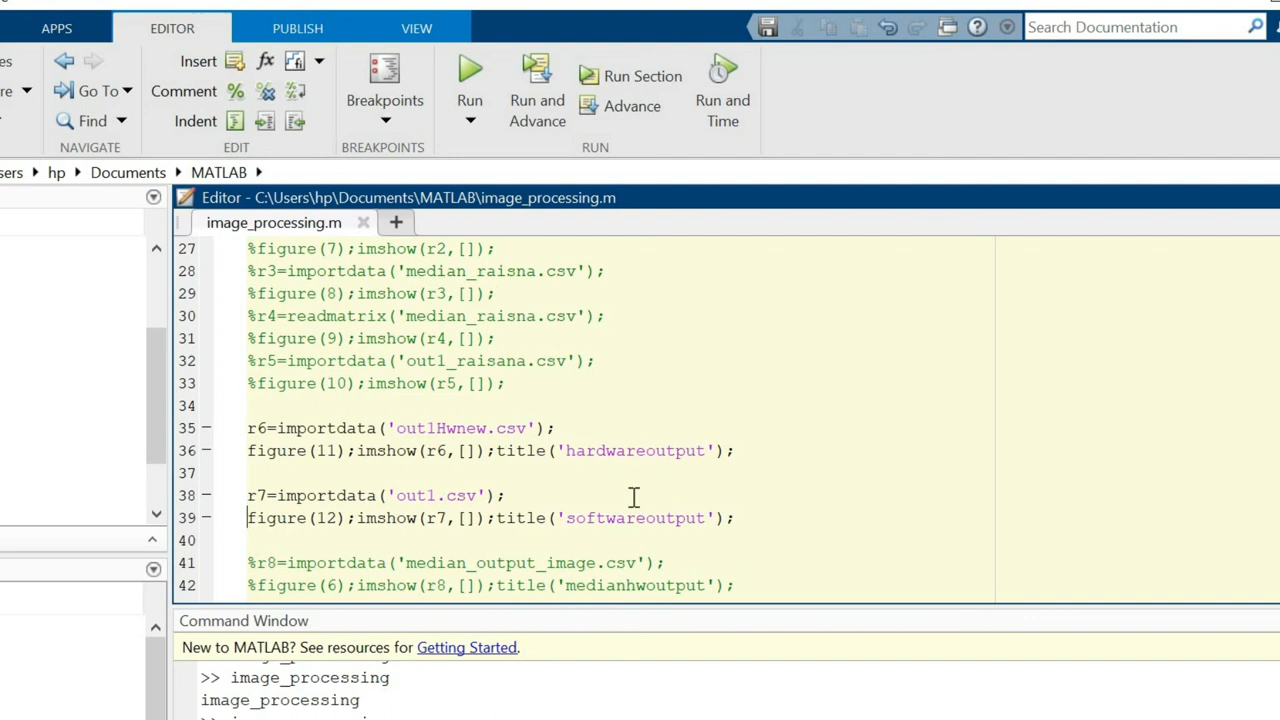 APPS EDITOR PUBLISH VIEW Search Documentation
Insert fx
Comment
Indent
EDIT
Go To
Find
NAVIGATE
Breakpoints
BREAKPOINTS
Run
Run and Advance
Run Section
Advance
Run and Time
RUN
hp Documents MATLAB
Editor - C:\Users\hp\Documents\MATLAB\image_processing.m
image_processing.m
27 %figure(7);imshow(r2,[]);
28 %r3=importdata('median_raisna.csv');
29 %figure(8);imshow(r3,[]);
30 %r4=readmatrix('median_raisna.csv');
31 %figure(9);imshow(r4,[]);
32 %r5=importdata('out1_raisana.csv');
33 %figure(10);imshow(r5,[]);
34
35 r6=importdata('out1Hwnew.csv');
36 figure(11);imshow(r6,[]);title('hardwareoutput');
37
38 r7=importdata('out1.csv');
39 figure(12);imshow(r7,[]);title('softwareoutput');
40
41 %r8=importdata('median_output_image.csv');
42 %figure(6);imshow(r8,[]);title('medianhwoutput');
Command Window
New to MATLAB? See resources for Getting Started.
>> image_processing
image_processing